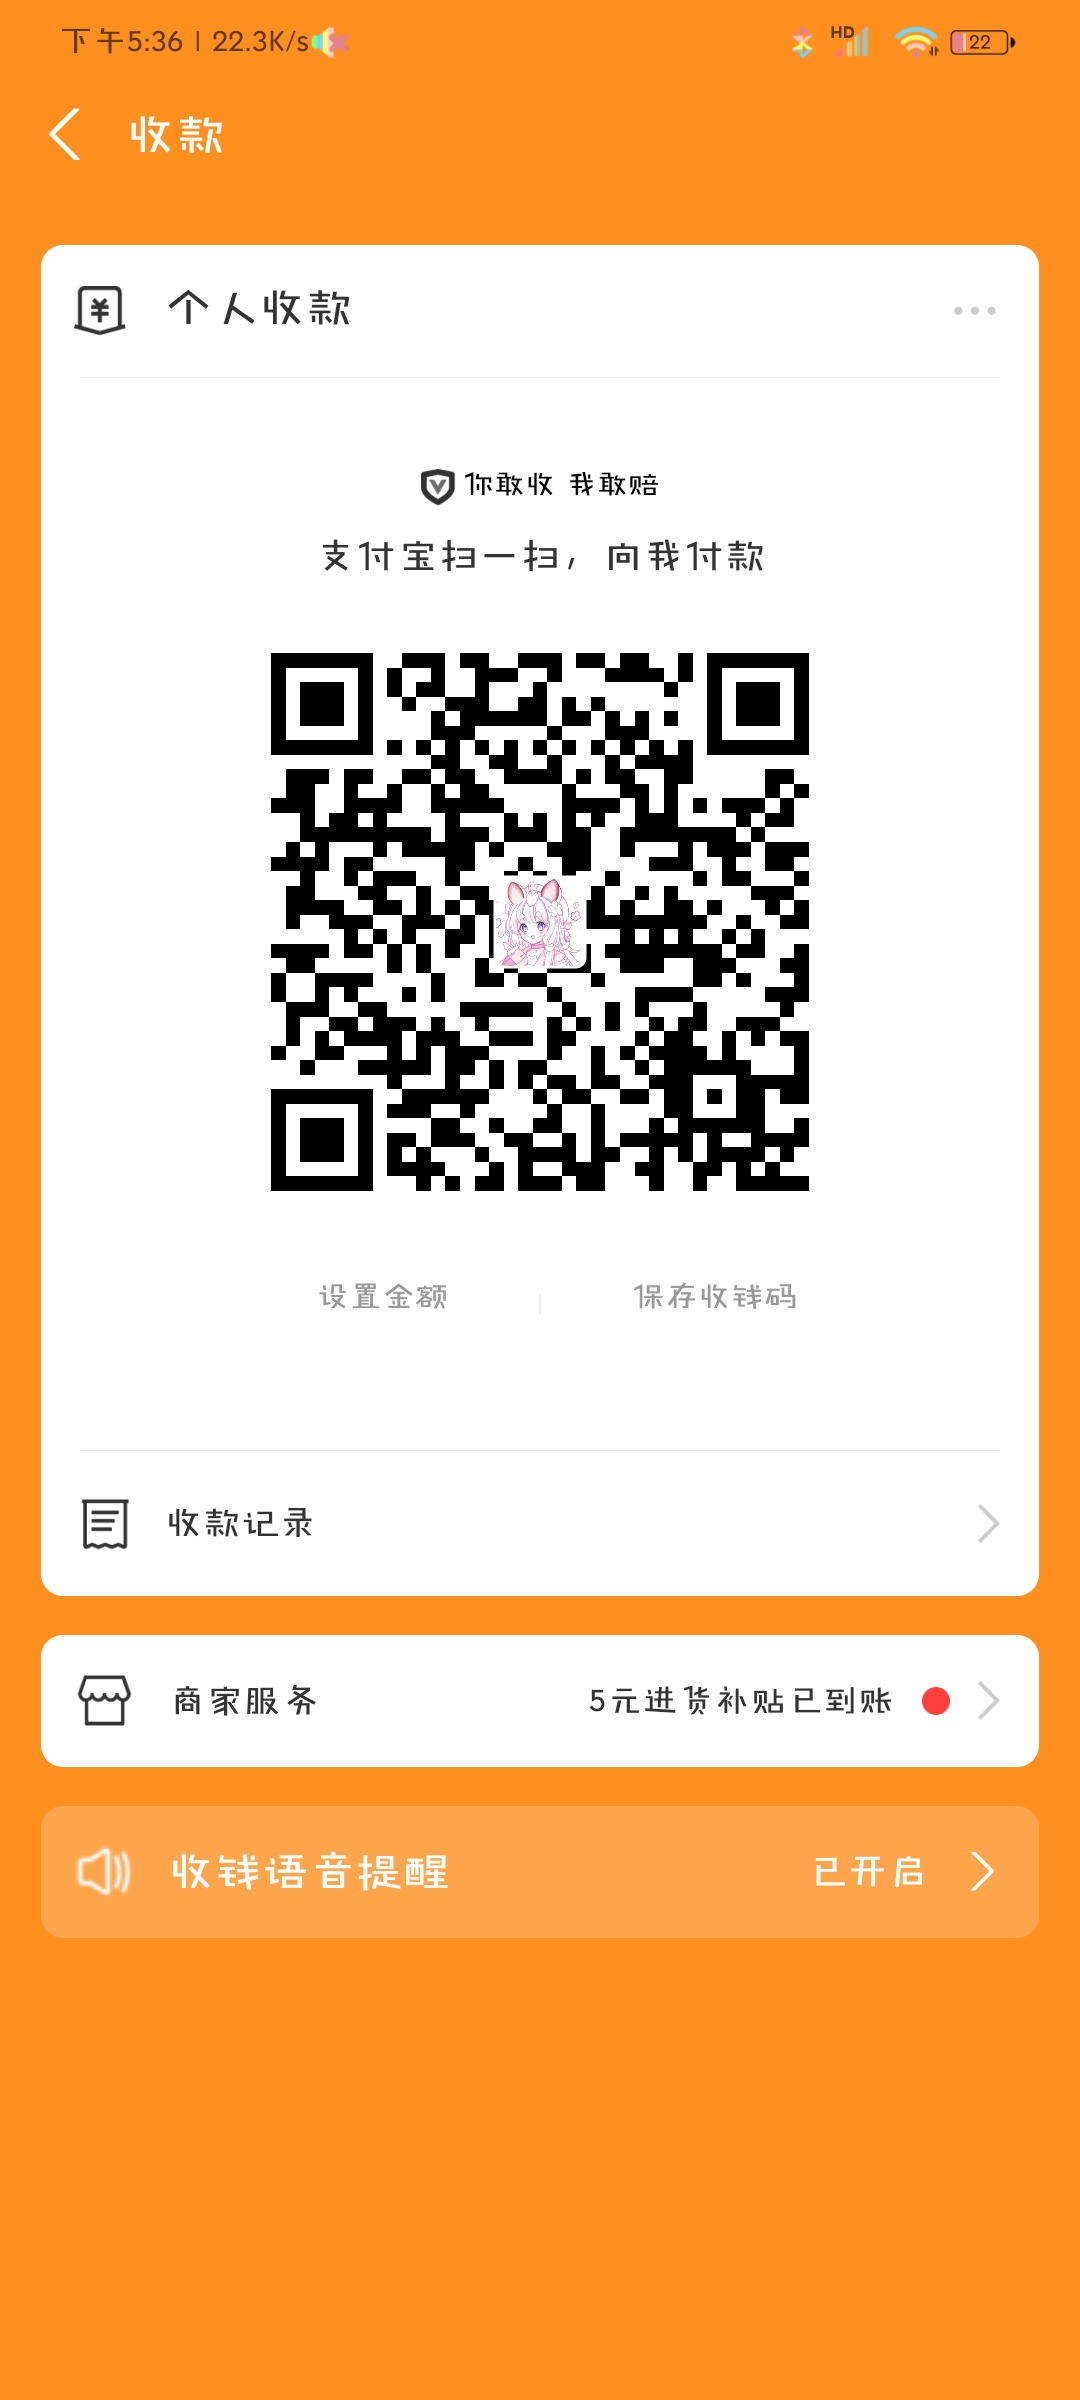 下午5:36 | 22.3K/s HD 22
收款
个人收款
你敢收 我敢赔
支付宝扫一扫，向我付款
设置金额 | 保存收钱码
收款记录
商家服务 5元进货补贴已到账
收钱语音提醒 已开启